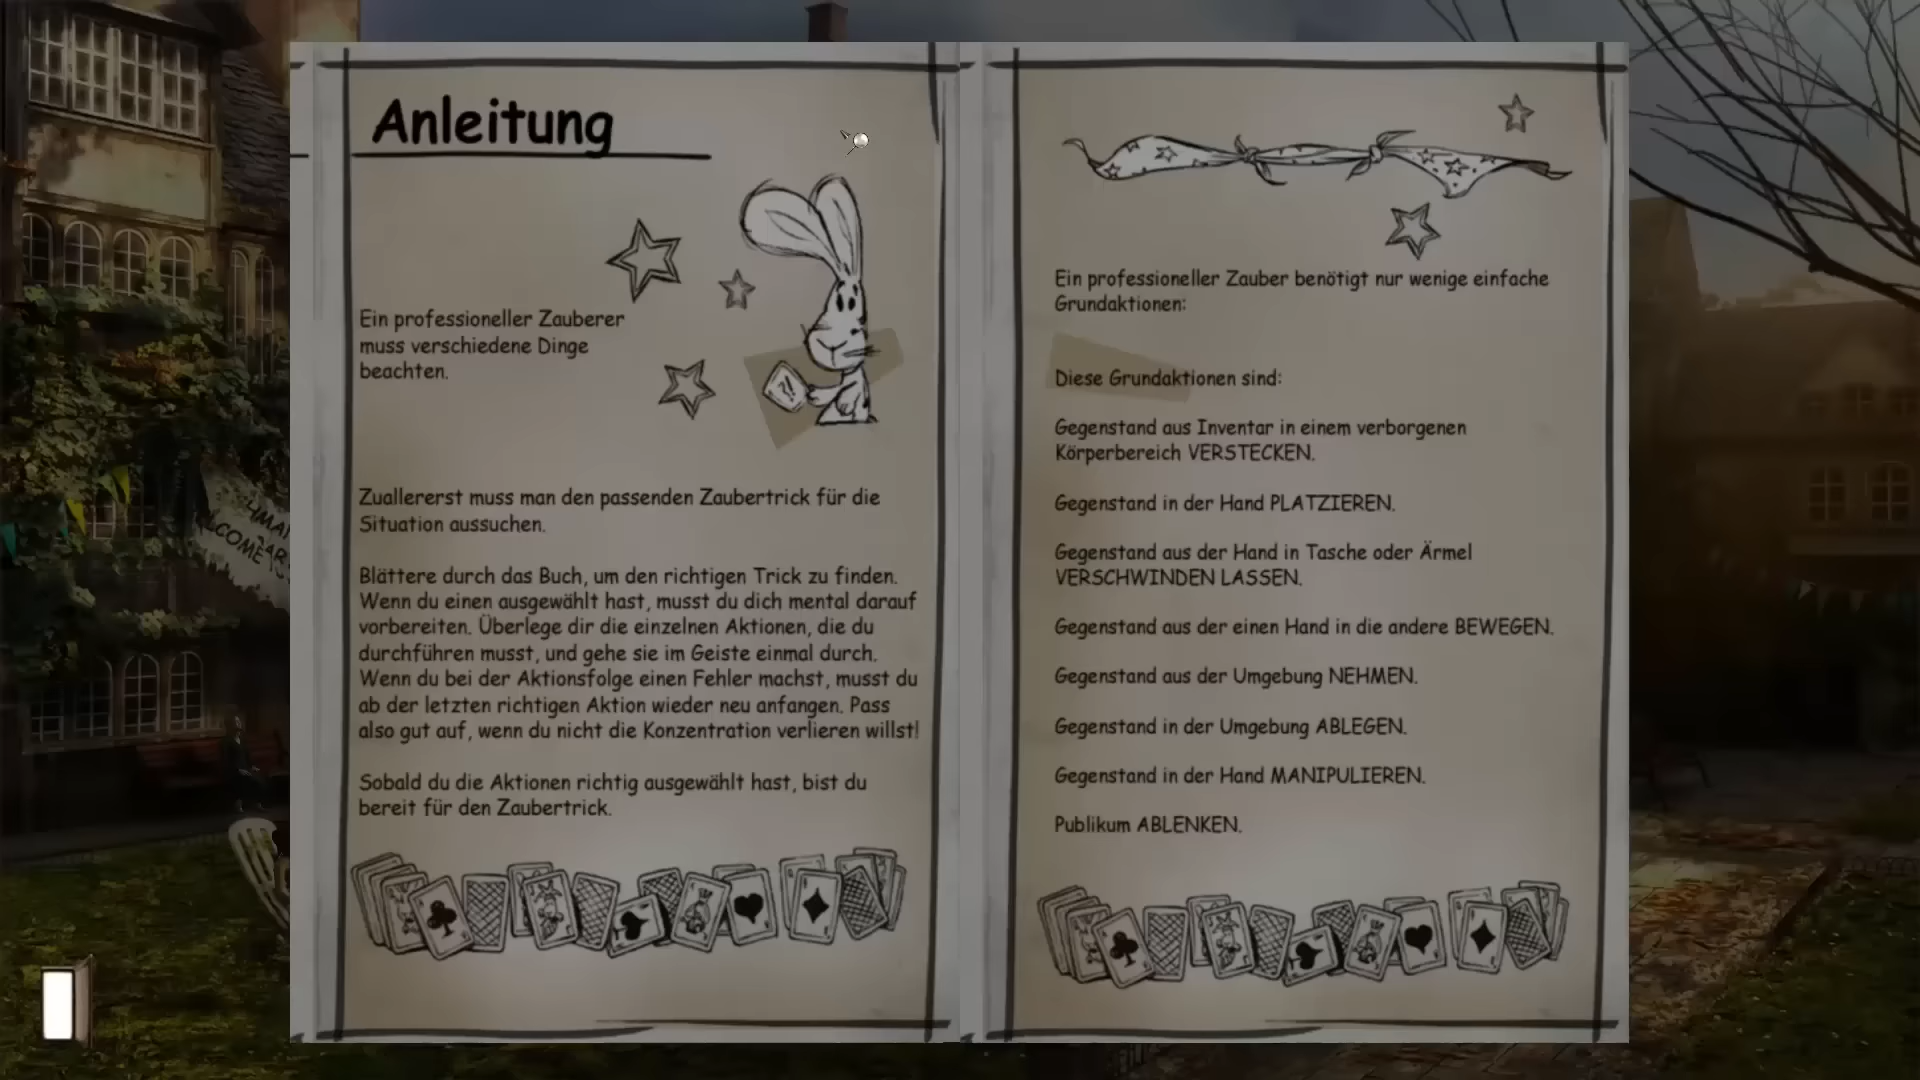 Anleitung
Ein professioneller Zauberer
muss verschiedene Dinge
beachten.
Zuallererst muss man den passenden Zaubertrick für die
Situation aussuchen.
Blättere durch das Buch, um den richtigen Trick zu finden.
Wenn du einen ausgewählt hast, musst du dich mental darauf
vorbereiten. Überlege dir die einzelnen Aktionen, die du
durchführen musst, und gehe sie im Geiste einmal durch.
Wenn du bei der Aktionsfolge einen Fehler machst, musst du
ab der letzten richtigen Aktion wieder neu anfangen. Pass
also gut auf, wenn du nicht die Konzentration verlieren willst!
Sobald du die Aktionen richtig ausgewählt hast, bist du
bereit für den Zaubertrick.
Ein professioneller Zauber benötigt nur wenige einfache
Grundaktionen:
Diese Grundaktionen sind:
Gegenstand aus Inventar in einem verborgenen
Körperbereich VERSTECKEN.
Gegenstand in der Hand PLATZIEREN.
Gegenstand aus der Hand in Tasche oder Ärmel
VERSCHWINDEN LASSEN.
Gegenstand aus der einen Hand in die andere BEWEGEN.
Gegenstand aus der Umgebung NEHMEN.
Gegenstand in der Umgebung ABLEGEN.
Gegenstand in der Hand MANIPULIEREN.
Publikum ABLENKEN.